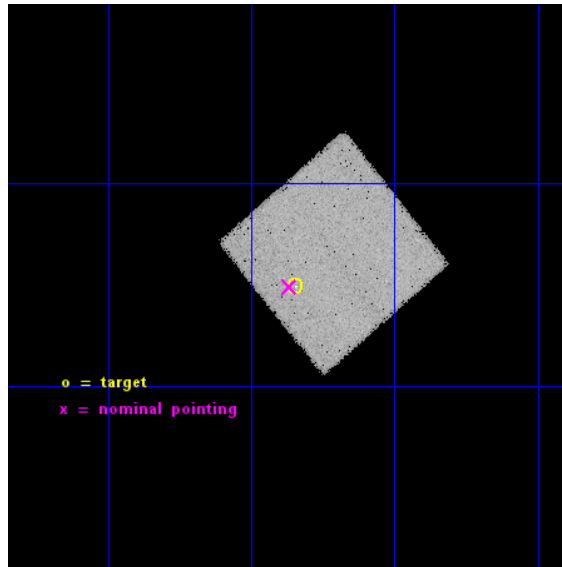 o = target
x = nominal pointing